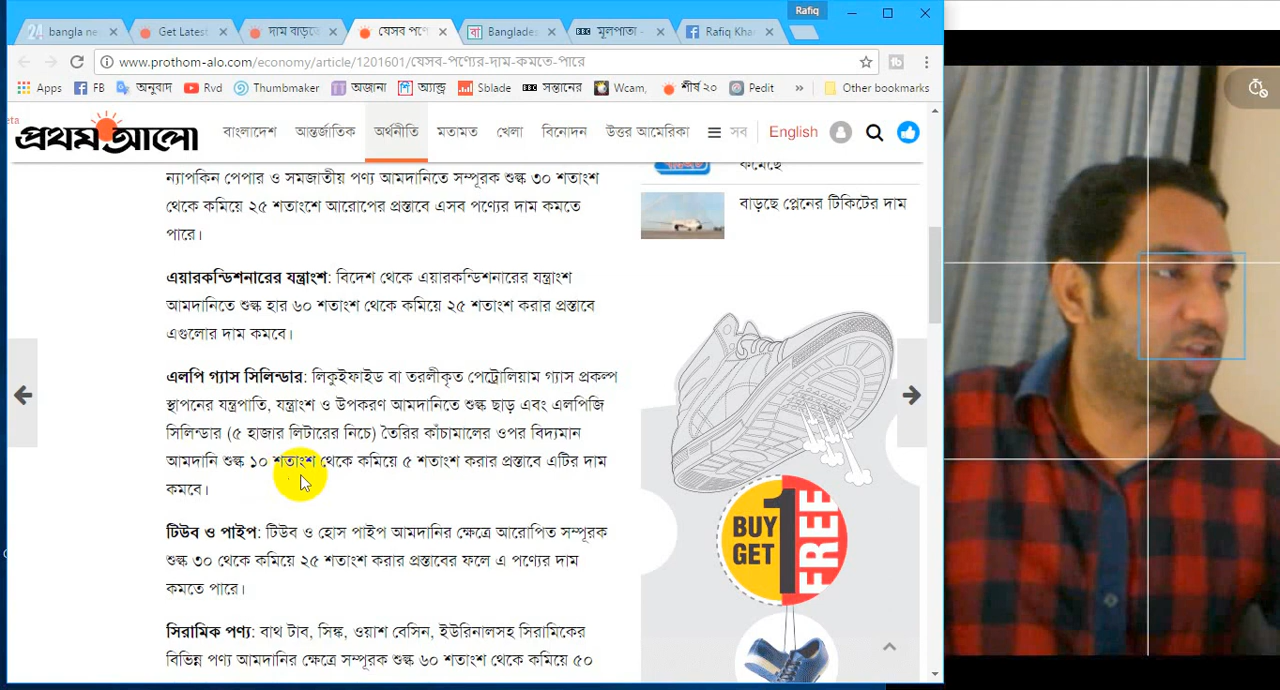 Rafiq
bangla ne
Get Latest
দাম বাড়বে
যেসব পণে
Banglades
BBC মূলপাতা -
Rafiq Kha
www.prothom-alo.com/economy/article/1201601/যেসব-পণ্যের-দাম-কমতে-পারে
Apps FB অনুবাদ Rvd Thumbmaker অজানা অ্যান্ড্র Sblade BBC সন্তানের Wcam, শীর্ষ ২০ Pedit » Other bookmarks
eta
প্রথম আলো
বাংলাদেশ আন্তর্জাতিক অর্থনীতি মতামত খেলা বিনোদন উত্তর আমেরিকা সব English
ন্যাপকিন পেপার ও সমজাতীয় পণ্য আমদানিতে সম্পূরক শুল্ক ৩০ শতাংশ
থেকে কমিয়ে ২৫ শতাংশে আরোপের প্রস্তাবে এসব পণ্যের দাম কমতে
পারে।
এয়ারকন্ডিশনারের যন্ত্রাংশ: বিদেশ থেকে এয়ারকন্ডিশনারের যন্ত্রাংশ
আমদানিতে শুল্ক হার ৬০ শতাংশ থেকে কমিয়ে ২৫ শতাংশ করার প্রস্তাবে
এগুলোর দাম কমবে।
এলপি গ্যাস সিলিন্ডার: লিকুইফাইড বা তরলীকৃত পেট্রোলিয়াম গ্যাস প্রকল্প
স্থাপনের যন্ত্রপাতি, যন্ত্রাংশ ও উপকরণ আমদানিতে শুল্ক ছাড় এবং এলপিজি
সিলিন্ডার (৫ হাজার লিটারের নিচে) তৈরির কাঁচামালের ওপর বিদ্যমান
আমদানি শুল্ক ১০ শতাংশ থেকে কমিয়ে ৫ শতাংশ করার প্রস্তাবে এটির দাম
কমবে।
টিউব ও পাইপ: টিউব ও হোস পাইপ আমদানির ক্ষেত্রে আরোপিত সম্পূরক
শুল্ক ৩০ থেকে কমিয়ে ২৫ শতাংশ করার প্রস্তাবের ফলে এ পণ্যের দাম
কমতে পারে।
সিরামিক পণ্য: বাথ টাব, সিঙ্ক, ওয়াশ বেসিন, ইউরিনালসহ সিরামিকের
বিভিন্ন পণ্য আমদানির ক্ষেত্রে সম্পূরক শুল্ক ৬০ শতাংশ থেকে কমিয়ে ৫০
কমেছে
বাড়ছে প্লেনের টিকিটের দাম
BUY
GET
1
FREE